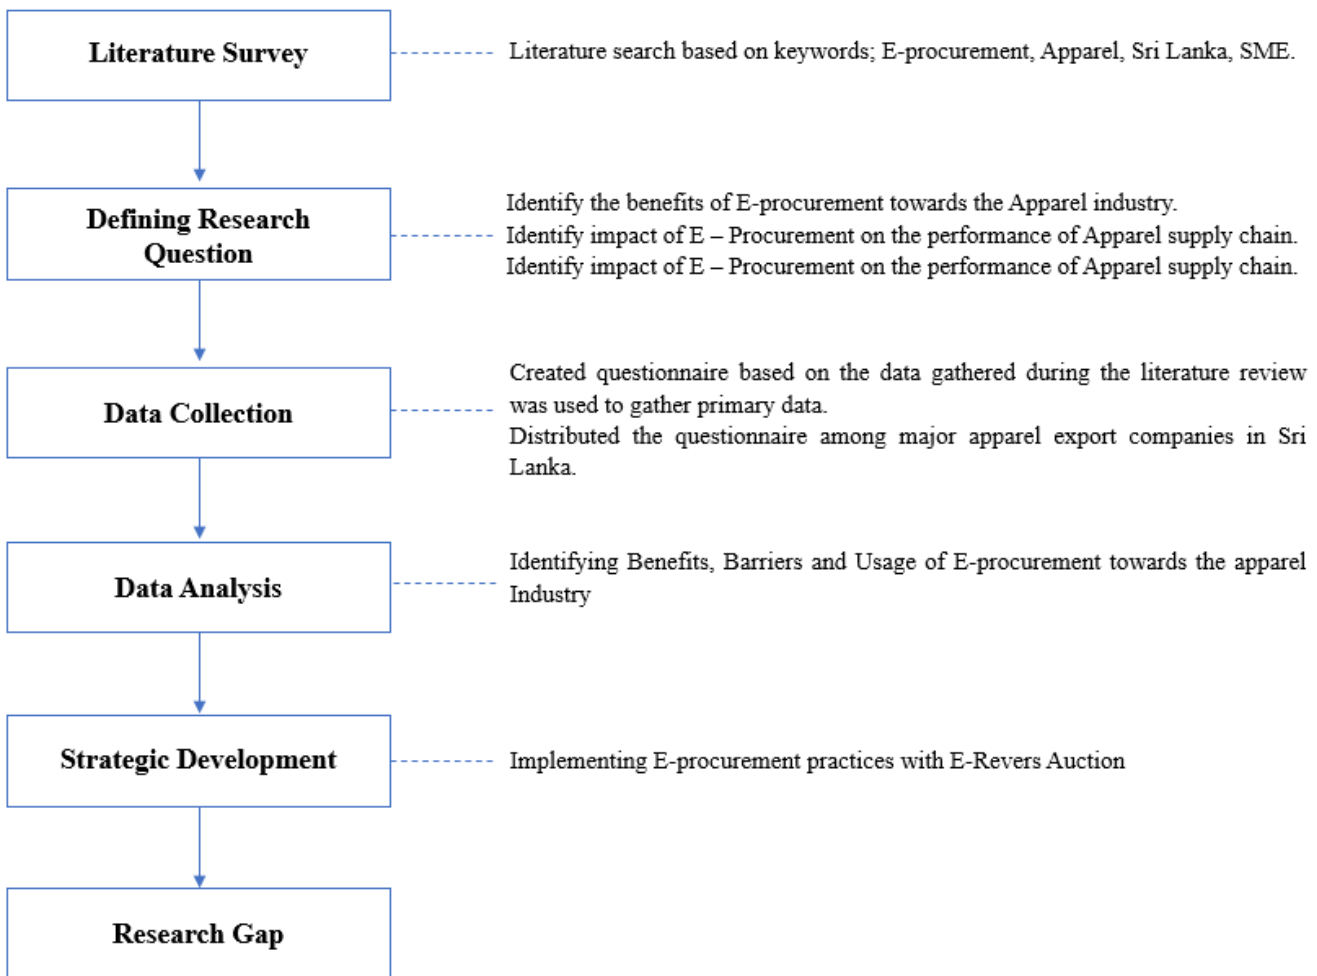 Literature Survey
Literature search based on keywords; E-procurement, Apparel, Sri Lanka, SME.
Defining Research
Question
Identify the benefits of E-procurement towards the Apparel industry.
Identify impact of E – Procurement on the performance of Apparel supply chain.
Identify impact of E – Procurement on the performance of Apparel supply chain.
Data Collection
Created questionnaire based on the data gathered during the literature review
was used to gather primary data.
Distributed the questionnaire among major apparel export companies in Sri
Lanka.
Data Analysis
Identifying Benefits, Barriers and Usage of E-procurement towards the apparel
Industry
Strategic Development
Implementing E-procurement practices with E-Revers Auction
Research Gap